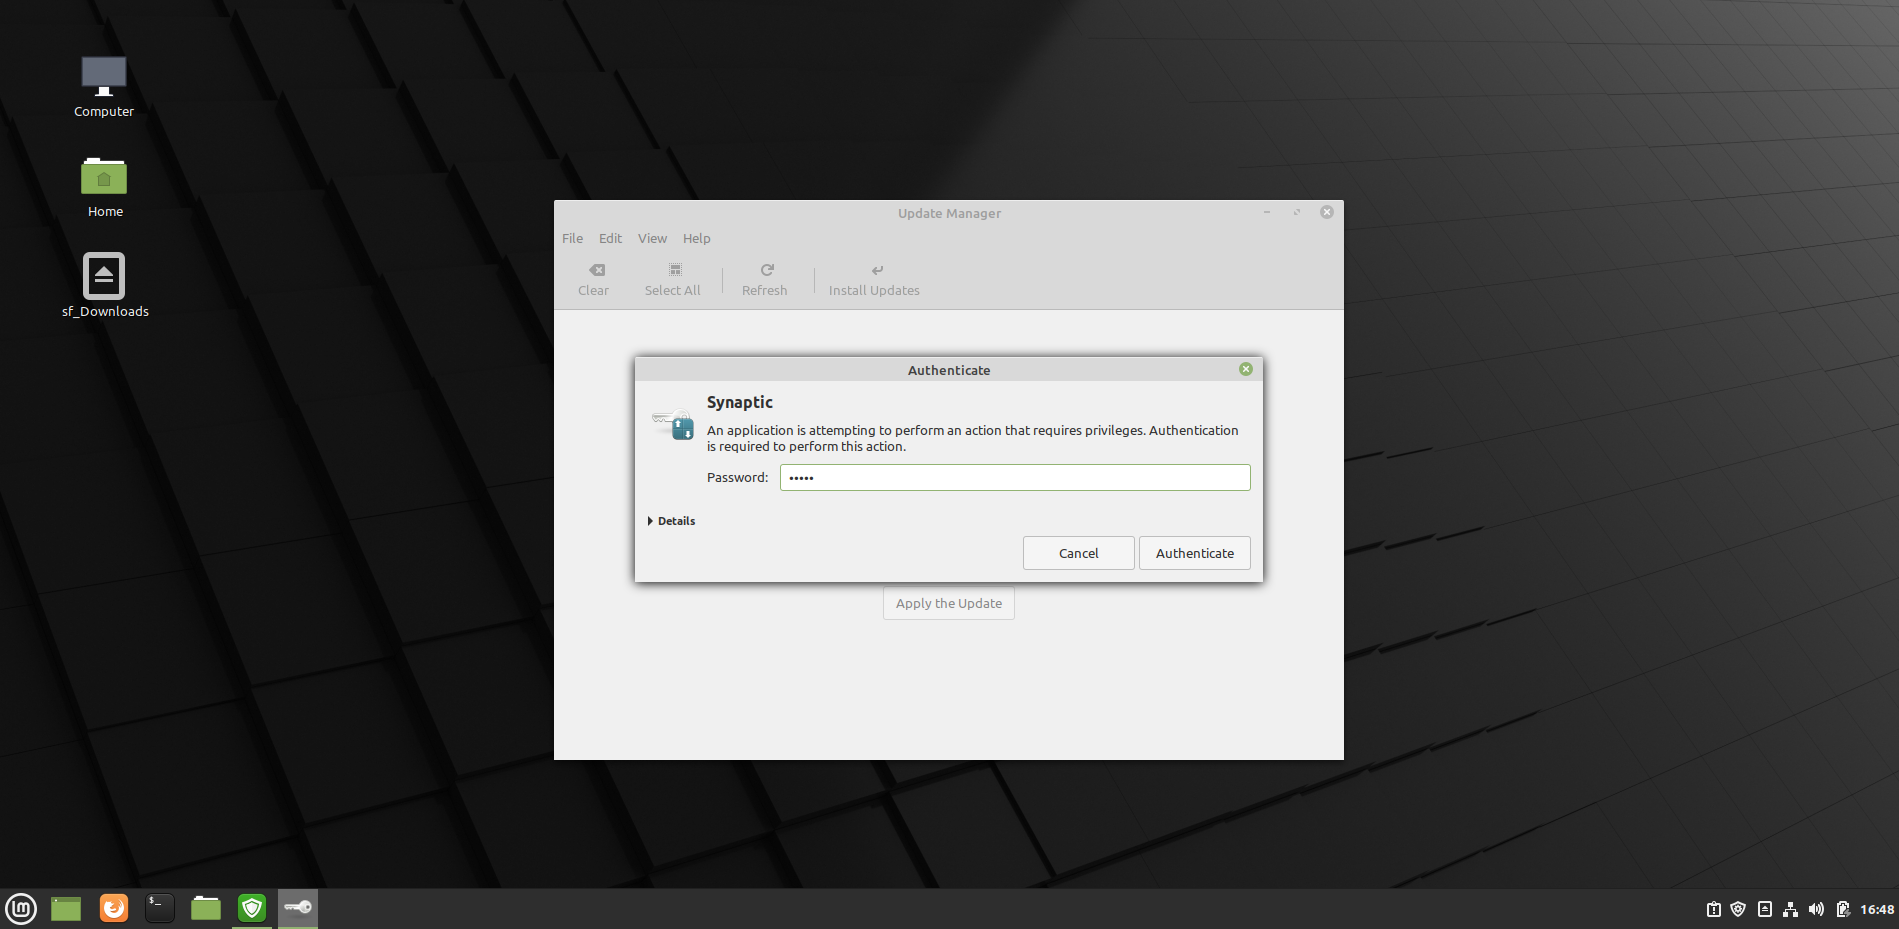 Computer
Home
sf_Downloads
Update Manager
File Edit View Help
Clear Select All Refresh Install Updates
Authenticate
Synaptic
An application is attempting to perform an action that requires privileges. Authentication
is required to perform this action.
Password: •••••
Details
Cancel Authenticate
Apply the Update
$_
16:48